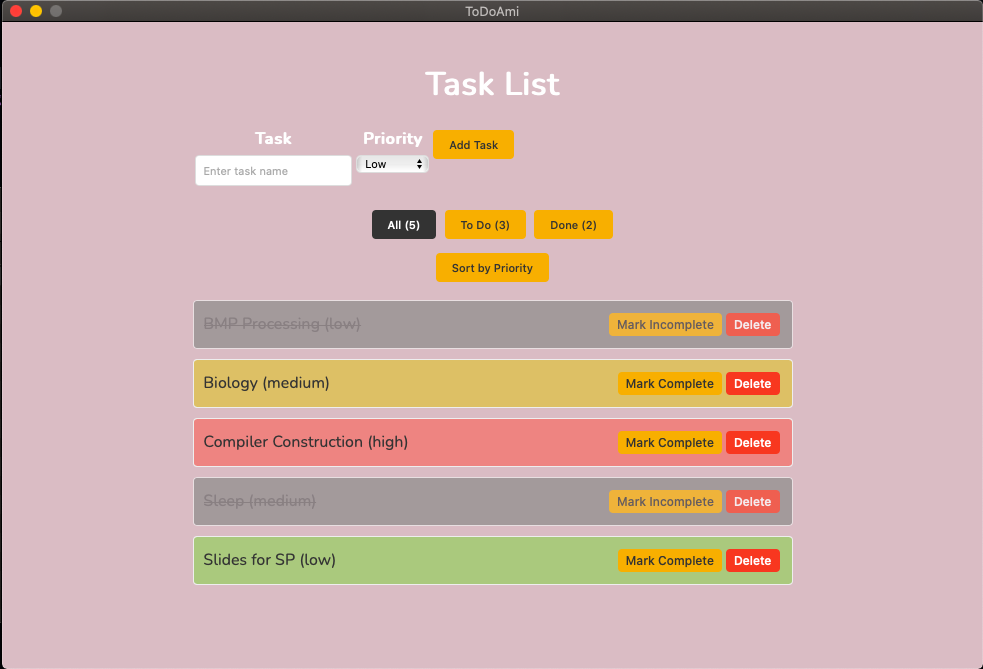 ToDoAmi
Task List
Task Priority Add Task
Enter task name Low
All (5) To Do (3) Done (2)
Sort by Priority
BMP Processing (low) Mark Incomplete Delete
Biology (medium) Mark Complete Delete
Compiler Construction (high) Mark Complete Delete
Sleep (medium) Mark Incomplete Delete
Slides for SP (low) Mark Complete Delete